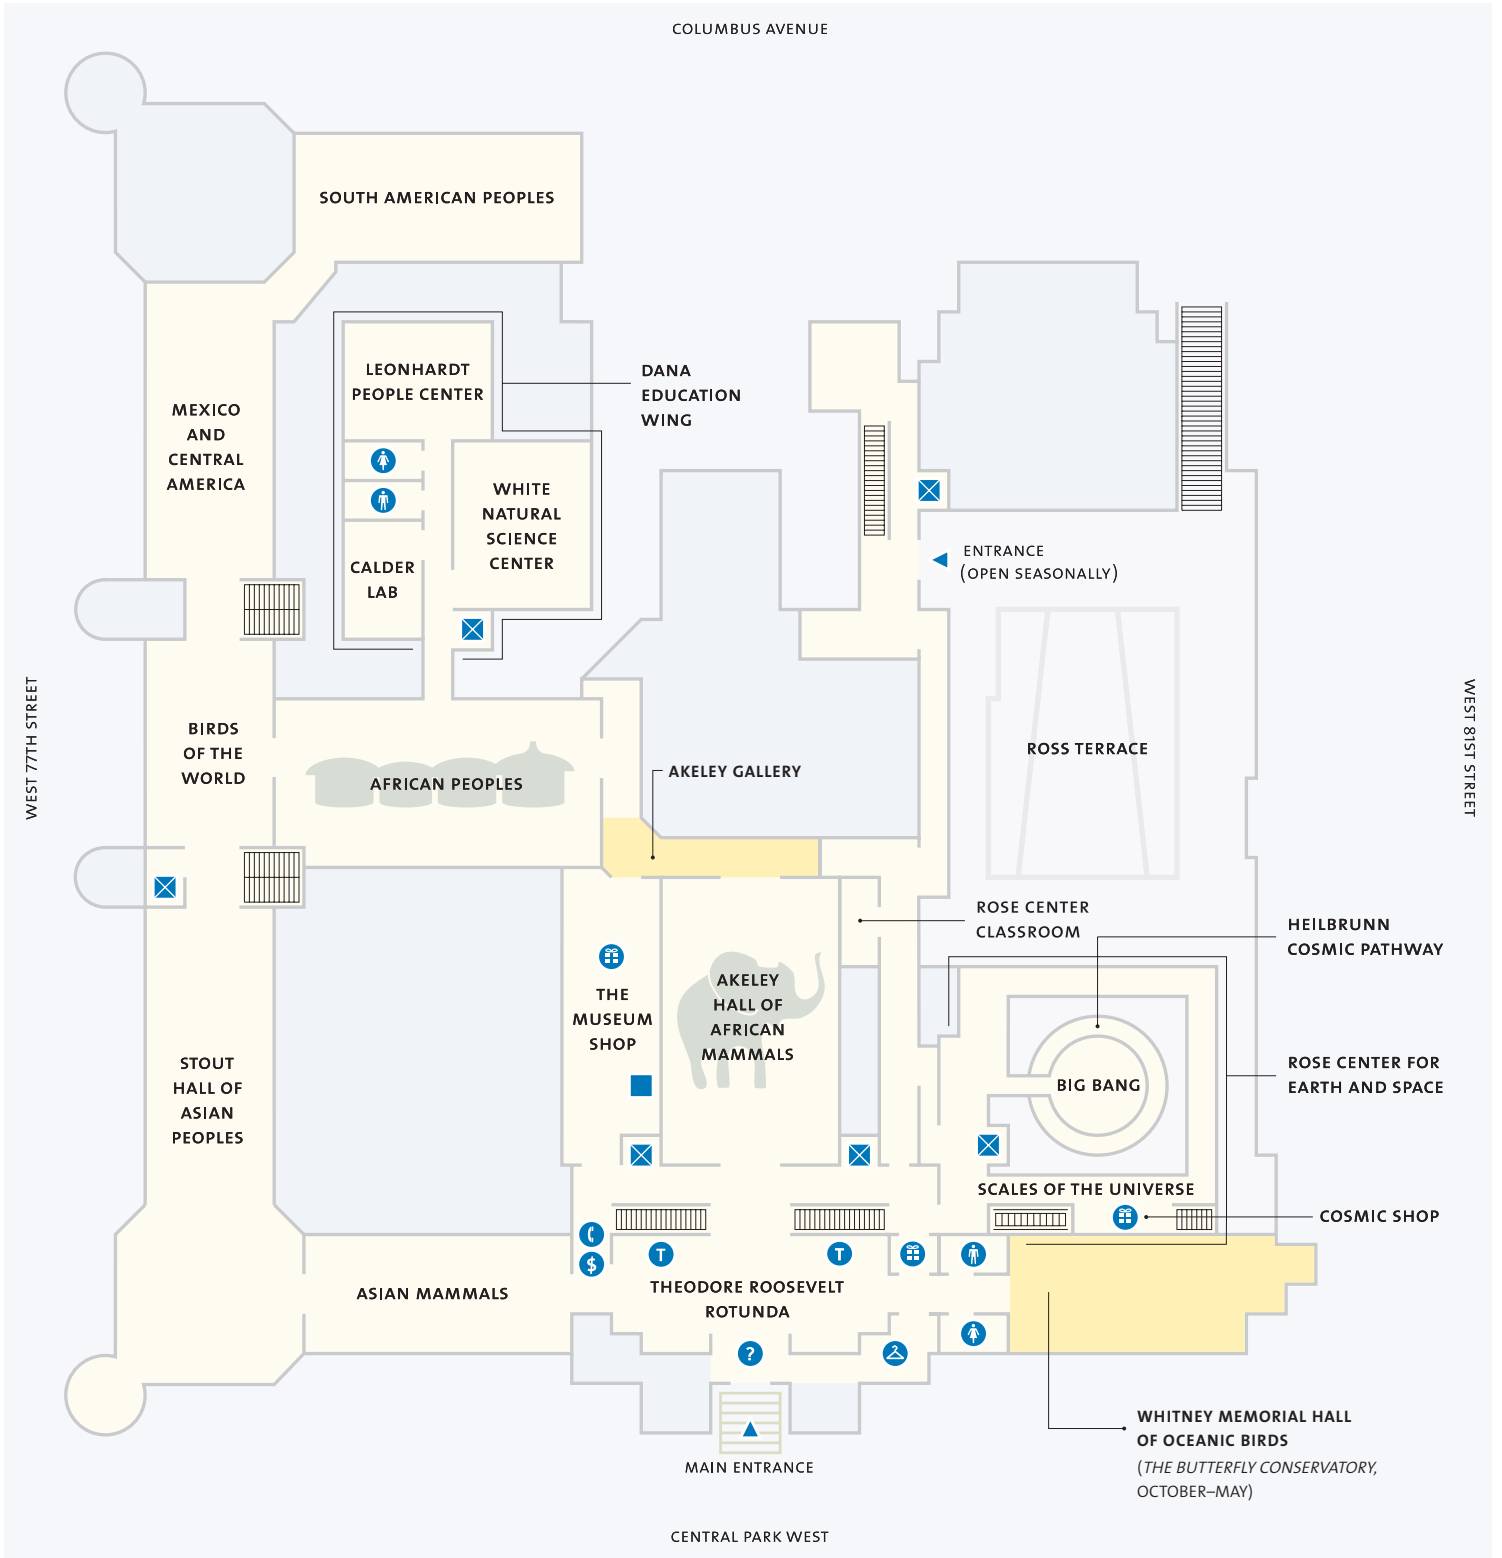 COLUMBUS AVENUE
SOUTH AMERICAN PEOPLES
LEONHARDT
PEOPLE CENTER
DANA
EDUCATION
WING
MEXICO
AND
CENTRAL
AMERICA
WHITE
NATURAL
SCIENCE
CENTER
CALDER
LAB
ENTRANCE
(OPEN SEASONALLY)
WEST 77TH STREET
WEST 81ST STREET
BIRDS
OF THE
WORLD
AFRICAN PEOPLES
AKELEY GALLERY
ROSS TERRACE
ROSE CENTER
CLASSROOM
HEILBRUNN
COSMIC PATHWAY
THE
MUSEUM
SHOP
AKELEY
HALL OF
AFRICAN
MAMMALS
STOUT
HALL OF
ASIAN
PEOPLES
BIG BANG
ROSE CENTER FOR
EARTH AND SPACE
SCALES OF THE UNIVERSE
COSMIC SHOP
$
T
T
ASIAN MAMMALS
THEODORE ROOSEVELT
ROTUNDA
?
MAIN ENTRANCE
WHITNEY MEMORIAL HALL
OF OCEANIC BIRDS
(THE BUTTERFLY CONSERVATORY,
OCTOBER–MAY)
CENTRAL PARK WEST